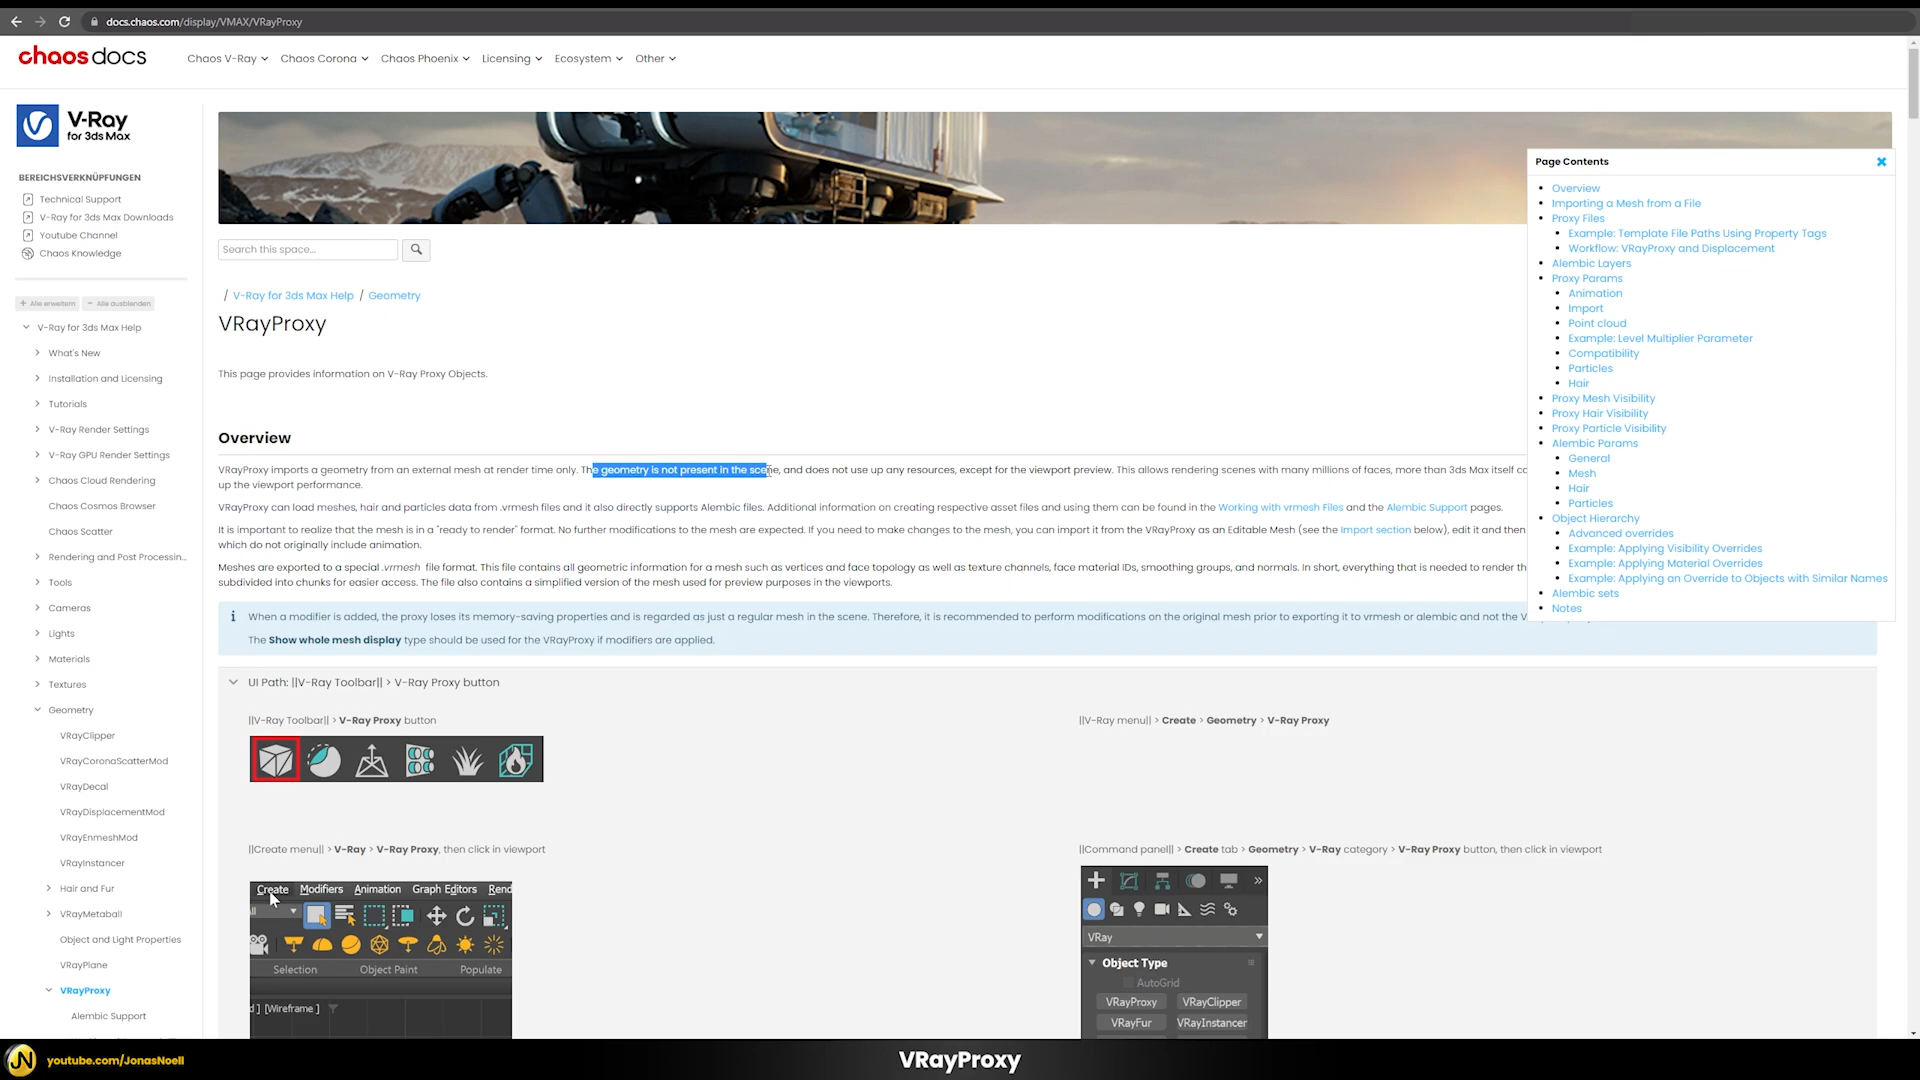 docs.chaos.com/display/VMAX/VRayProxy
chaos docs
Chaos V-Ray
Chaos Corona
Chaos Phoenix
Licensing
Ecosystem
Other
V-Ray
for 3ds Max
BEREICHSVERKNÜPFUNGEN
Technical Support
V-Ray for 3ds Max Downloads
Youtube Channel
Chaos Knowledge
+ Alle erweitern
− Alle ausblenden
V-Ray for 3ds Max Help
What's New
Installation and Licensing
Tutorials
V-Ray Render Settings
V-Ray GPU Render Settings
Chaos Cloud Rendering
Chaos Cosmos Browser
Chaos Scatter
Rendering and Post Processin...
Tools
Cameras
Lights
Materials
Textures
Geometry
VRayClipper
VRayCoronaScatterMod
VRayDecal
VRayDisplacementMod
VRayEnmeshMod
VRayInstancer
Hair and Fur
VRayMetaball
Object and Light Properties
VRayPlane
VRayProxy
Alembic Support
Search this space...
/ V-Ray for 3ds Max Help / Geometry
VRayProxy
This page provides information on V-Ray Proxy Objects.
Overview
VRayProxy imports a geometry from an external mesh at render time only. The geometry is not present in the scene, and does not use up any resources, except for the viewport preview. This allows rendering scenes with many millions of faces, more than 3ds Max itself
up the viewport performance.
VRayProxy can load meshes, hair and particles data from .vrmesh files and it also directly supports Alembic files. Additional information on creating respective asset files and using them can be found in the Working with vrmesh Files and the Alembic Support pages.
It is important to realize that the mesh is in a "ready to render" format. No further modifications to the mesh are expected. If you need to make changes to the mesh, you can import it from the VRayProxy as an Editable Mesh (see the Import section below), edit it and then
which do not originally include animation.
Meshes are exported to a special .vrmesh file format. This file contains all geometric information for a mesh such as vertices and face topology as well as texture channels, face material IDs, smoothing groups, and normals. In short, everything that is needed to render
subdivided into chunks for easier access. The file also contains a simplified version of the mesh used for preview purposes in the viewports.
When a modifier is added, the proxy loses its memory-saving properties and is regarded as just a regular mesh in the scene. Therefore, it is recommended to perform modifications on the original mesh prior to exporting it to vrmesh or alembic and not the
The Show whole mesh display type should be used for the VRayProxy if modifiers are applied.
UI Path: ||V-Ray Toolbar|| > V-Ray Proxy button
||V-Ray Toolbar|| > V-Ray Proxy button
||V-Ray menu|| > Create > Geometry > V-Ray Proxy
||Create menu|| > V-Ray > V-Ray Proxy, then click in viewport
||Command panel|| > Create tab > Geometry > V-Ray category > V-Ray Proxy button, then click in viewport
Create Modifiers Animation Graph Editors Rend
Selection Object Paint Populate
] [Wireframe ]
VRay
Object Type
AutoGrid
VRayProxy VRayClipper
VRayFur VRayInstancer
Page Contents
Overview
Importing a Mesh from a File
Proxy Files
Example: Template File Paths Using Property Tags
Workflow: VRayProxy and Displacement
Alembic Layers
Proxy Params
Animation
Import
Point cloud
Example: Level Multiplier Parameter
Compatibility
Particles
Hair
Proxy Mesh Visibility
Proxy Hair Visibility
Proxy Particle Visibility
Alembic Params
General
Mesh
Hair
Particles
Object Hierarchy
Advanced overrides
Example: Applying Visibility Overrides
Example: Applying Material Overrides
Example: Applying an Override to Objects with Similar Names
Alembic sets
Notes
JN
youtube.com/JonasNoell
VRayProxy